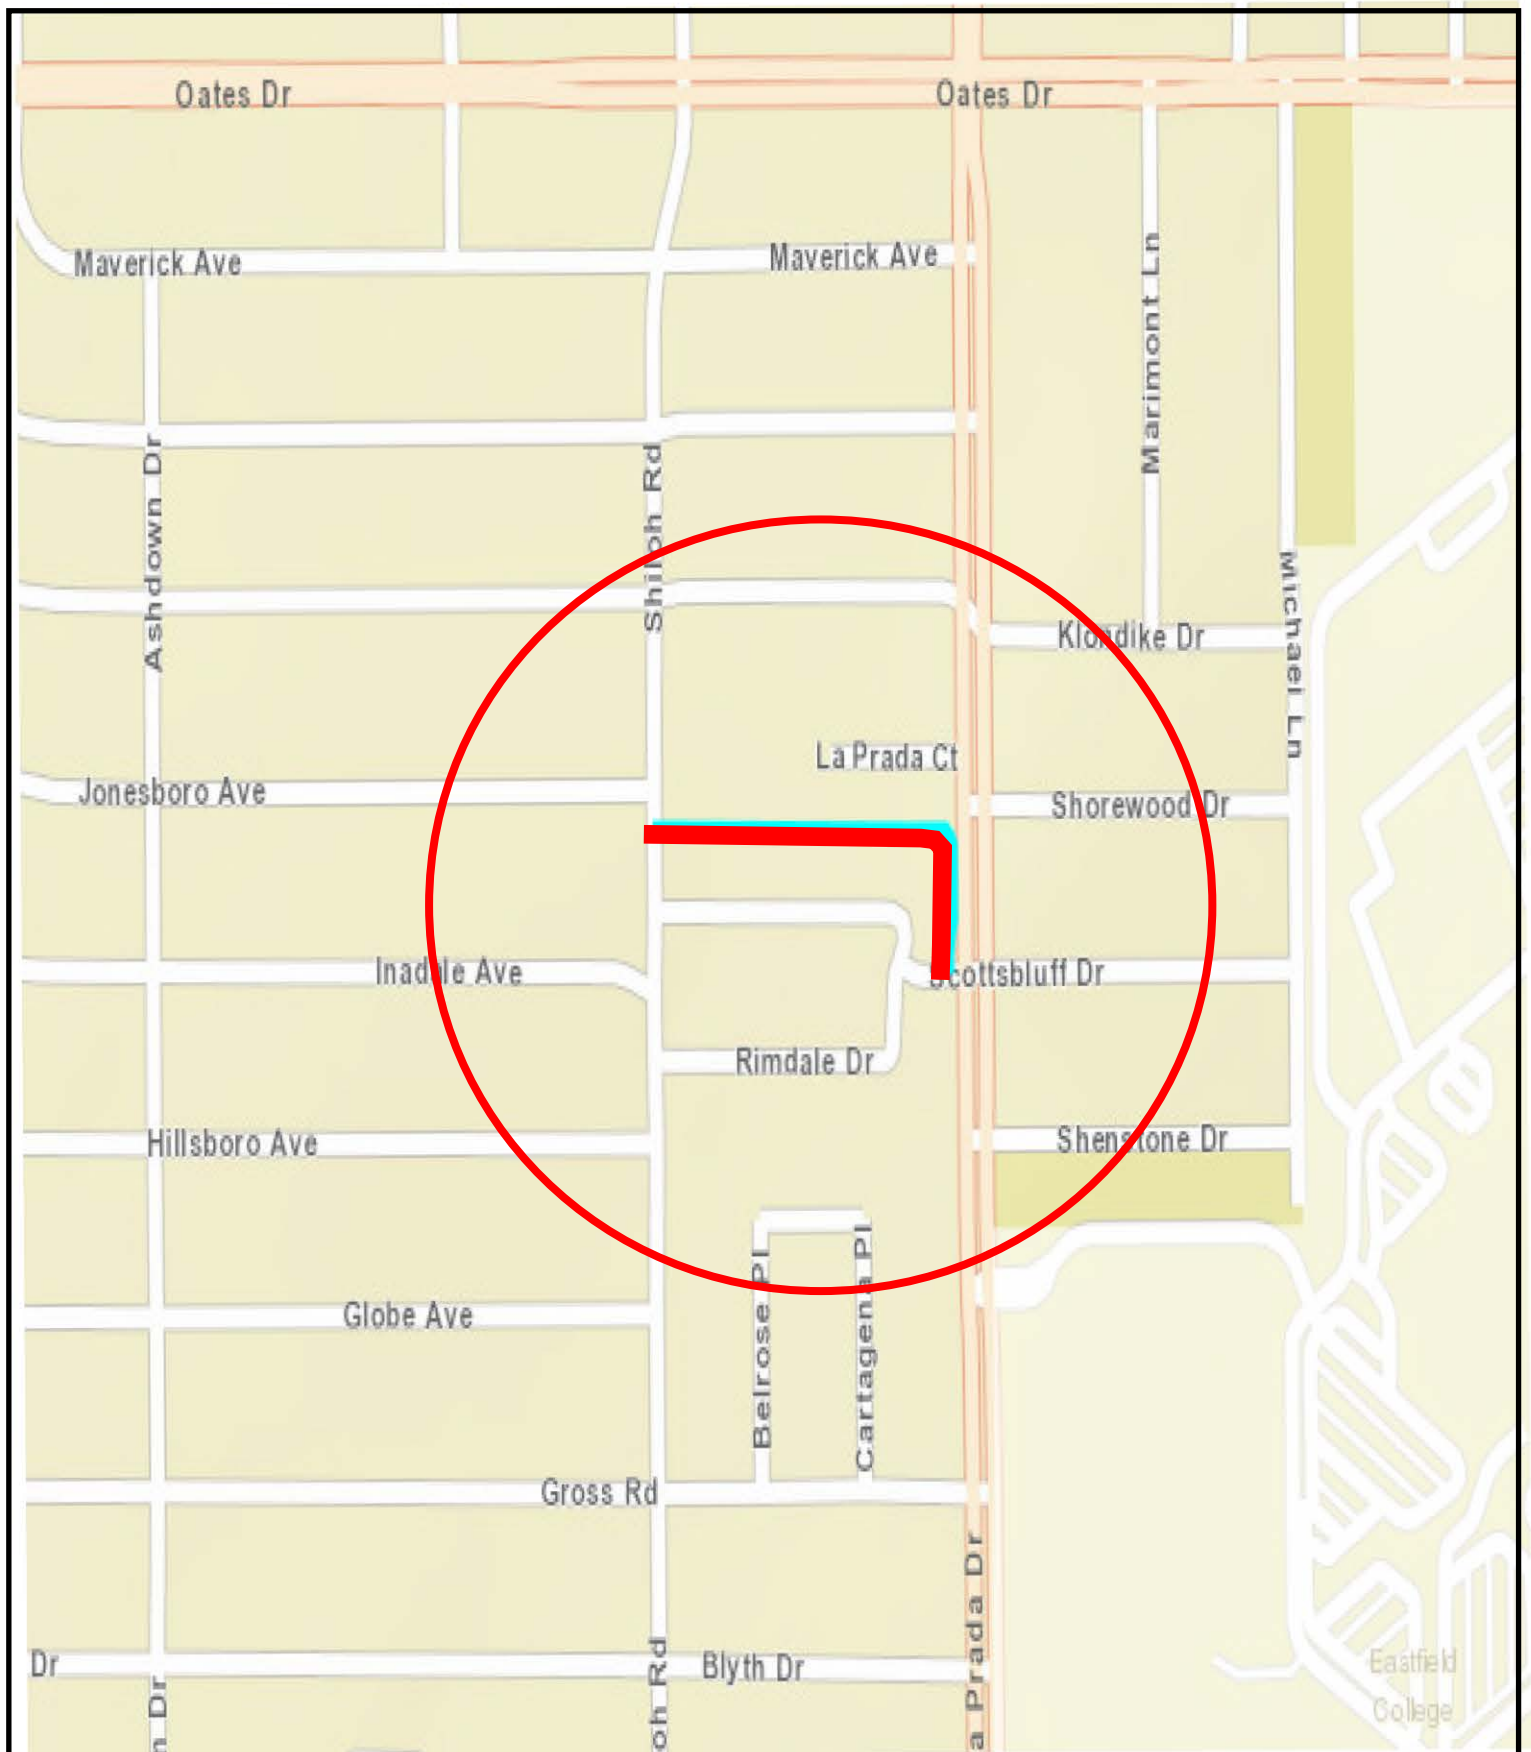 Oates Dr
Oates Dr
Maverick Ave
Maverick Ave
Marimont Ln
Ashdown Dr
Shiloh Rd
Michael Ln
Klondike Dr
La Prada Ct
Jonesboro Ave
Shorewood Dr
Inadale Ave
Scottsbluff Dr
Rimdale Dr
Hillsboro Ave
Shenstone Dr
Belrose Pl
Cartagena Pl
Globe Ave
Gross Rd
a Prada Dr
Dr
Blyth Dr
oh Rd
n Dr
Eastfield
College